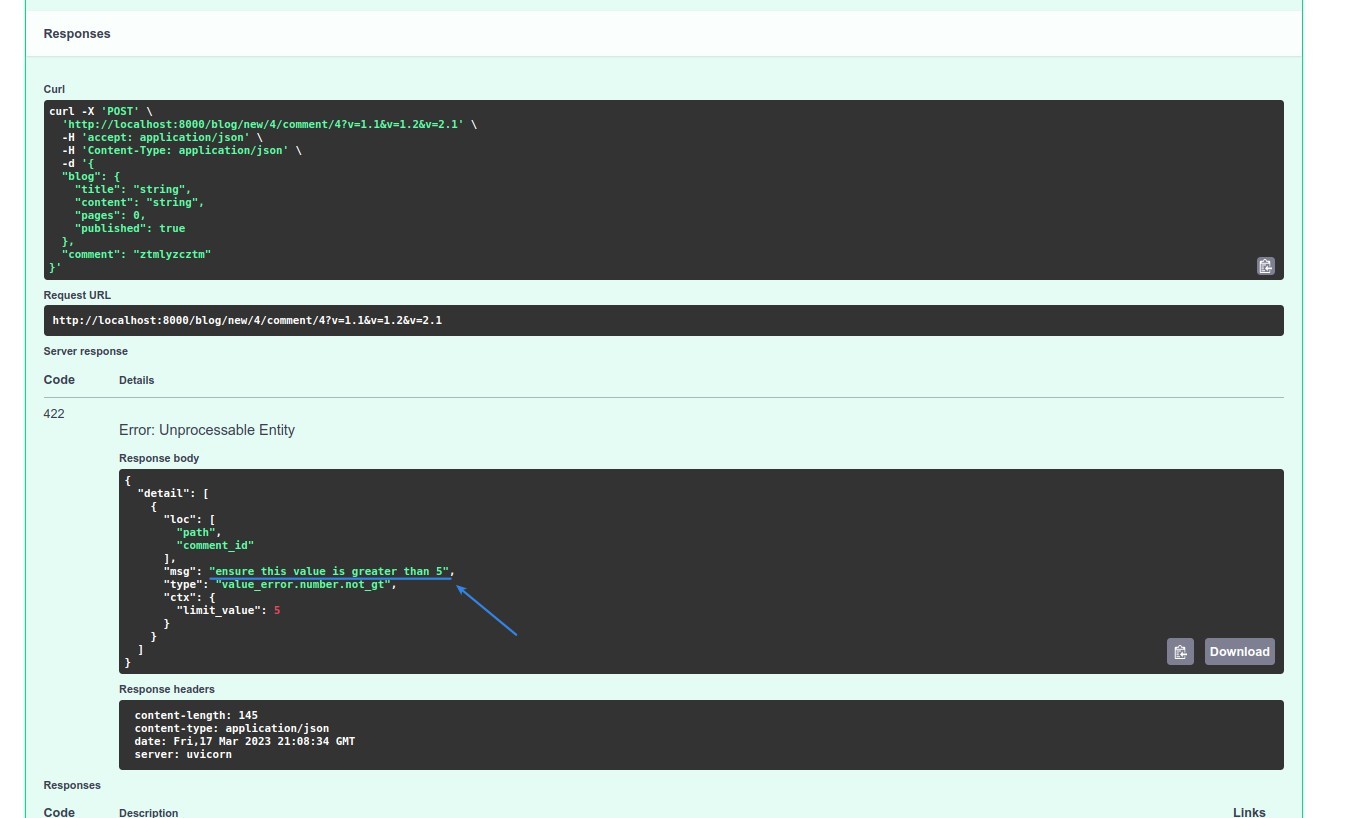 Responses
Curl
curl -X 'POST' \
  'http://localhost:8000/blog/new/4/comment/4?v=1.1&v=1.2&v=2.1' \
  -H 'accept: application/json' \
  -H 'Content-Type: application/json' \
  -d '{
  "blog": {
    "title": "string",
    "content": "string",
    "pages": 0,
    "published": true
  },
  "comment": "ztmlyzcztm"
}'
Request URL
http://localhost:8000/blog/new/4/comment/4?v=1.1&v=1.2&v=2.1
Server response
Code Details
422
Error: Unprocessable Entity
Response body
{
  "detail": [
    {
      "loc": [
        "path",
        "comment_id"
      ],
      "msg": "ensure this value is greater than 5",
      "type": "value_error.number.not_gt",
      "ctx": {
        "limit_value": 5
      }
    }
  ]
}
Download
Response headers
content-length: 145
content-type: application/json
date: Fri,17 Mar 2023 21:08:34 GMT
server: uvicorn
Responses
Code Description Links